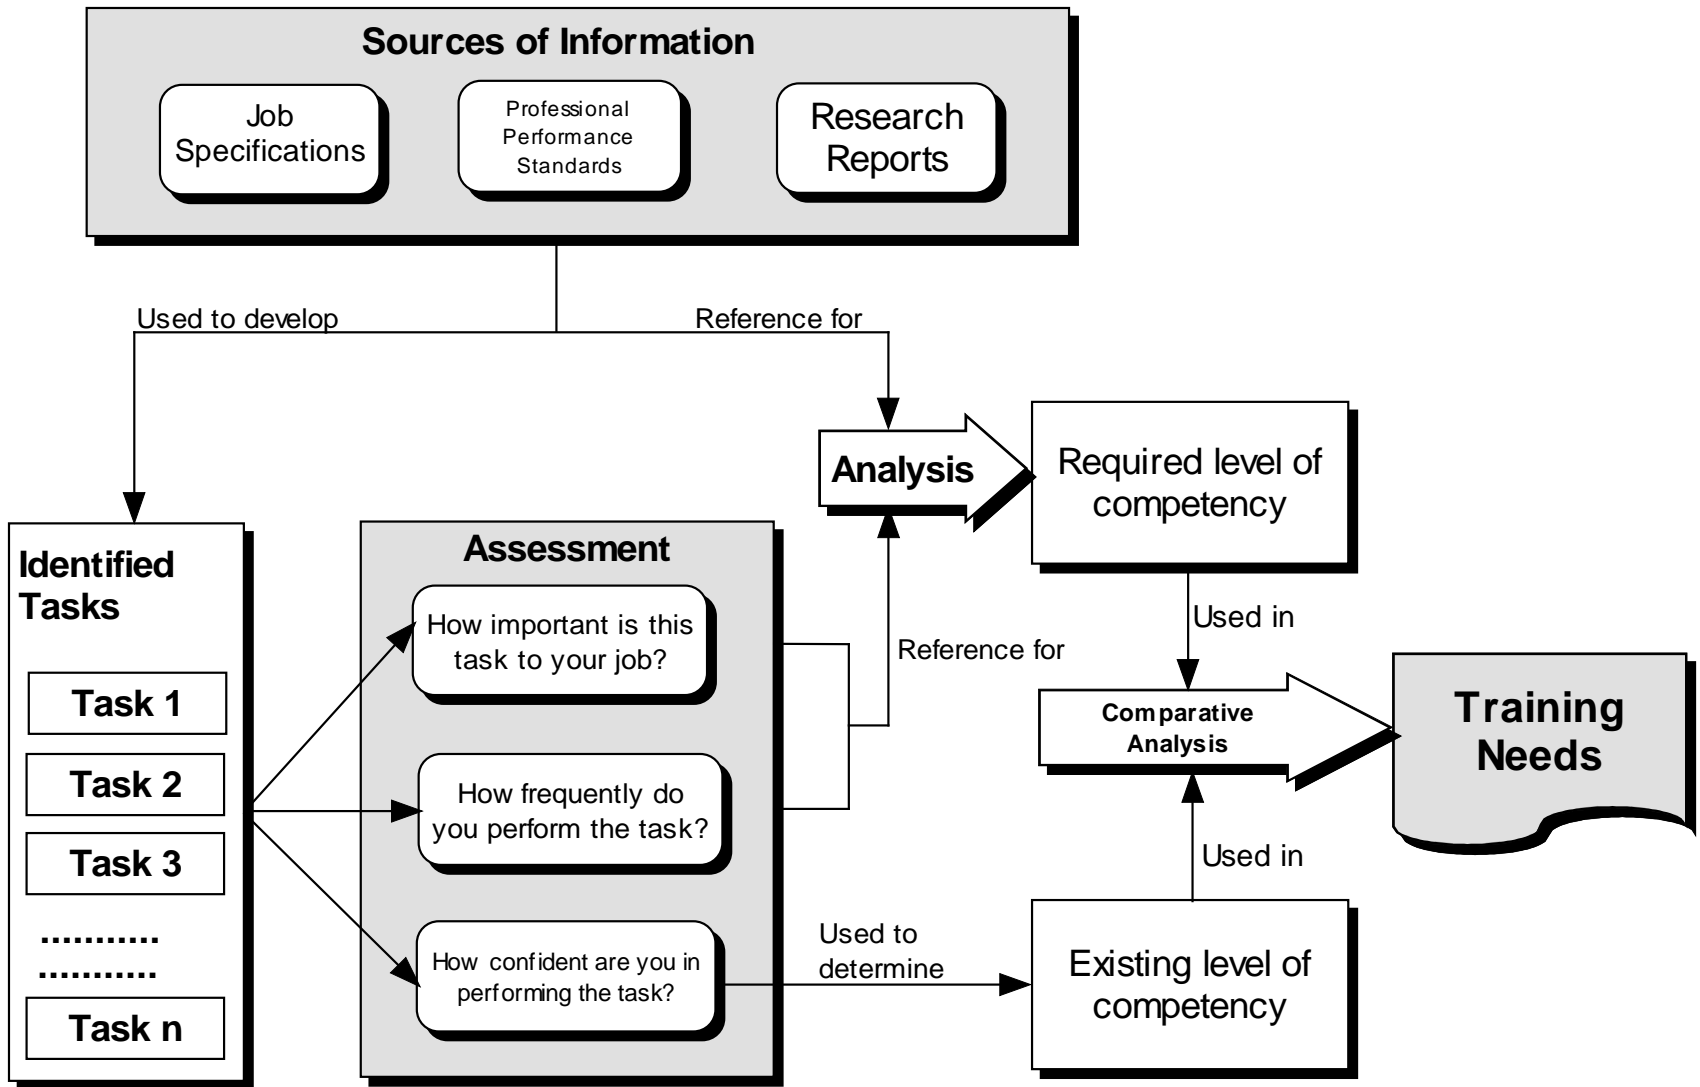 Sources of Information
Job
Specifications
Professional
Performance
Standards
Research
Reports
Used to develop
Reference for
Analysis
Required level of
competency
Identified
Tasks
Task 1
Task 2
Task 3
...........
...........
Task n
Assessment
How important is this
task to your job?
How frequently do
you perform the task?
How confident are you in
performing the task?
Reference for
Used in
Comparative
Analysis
Training
Needs
Used in
Used to
determine
Existing level of
competency